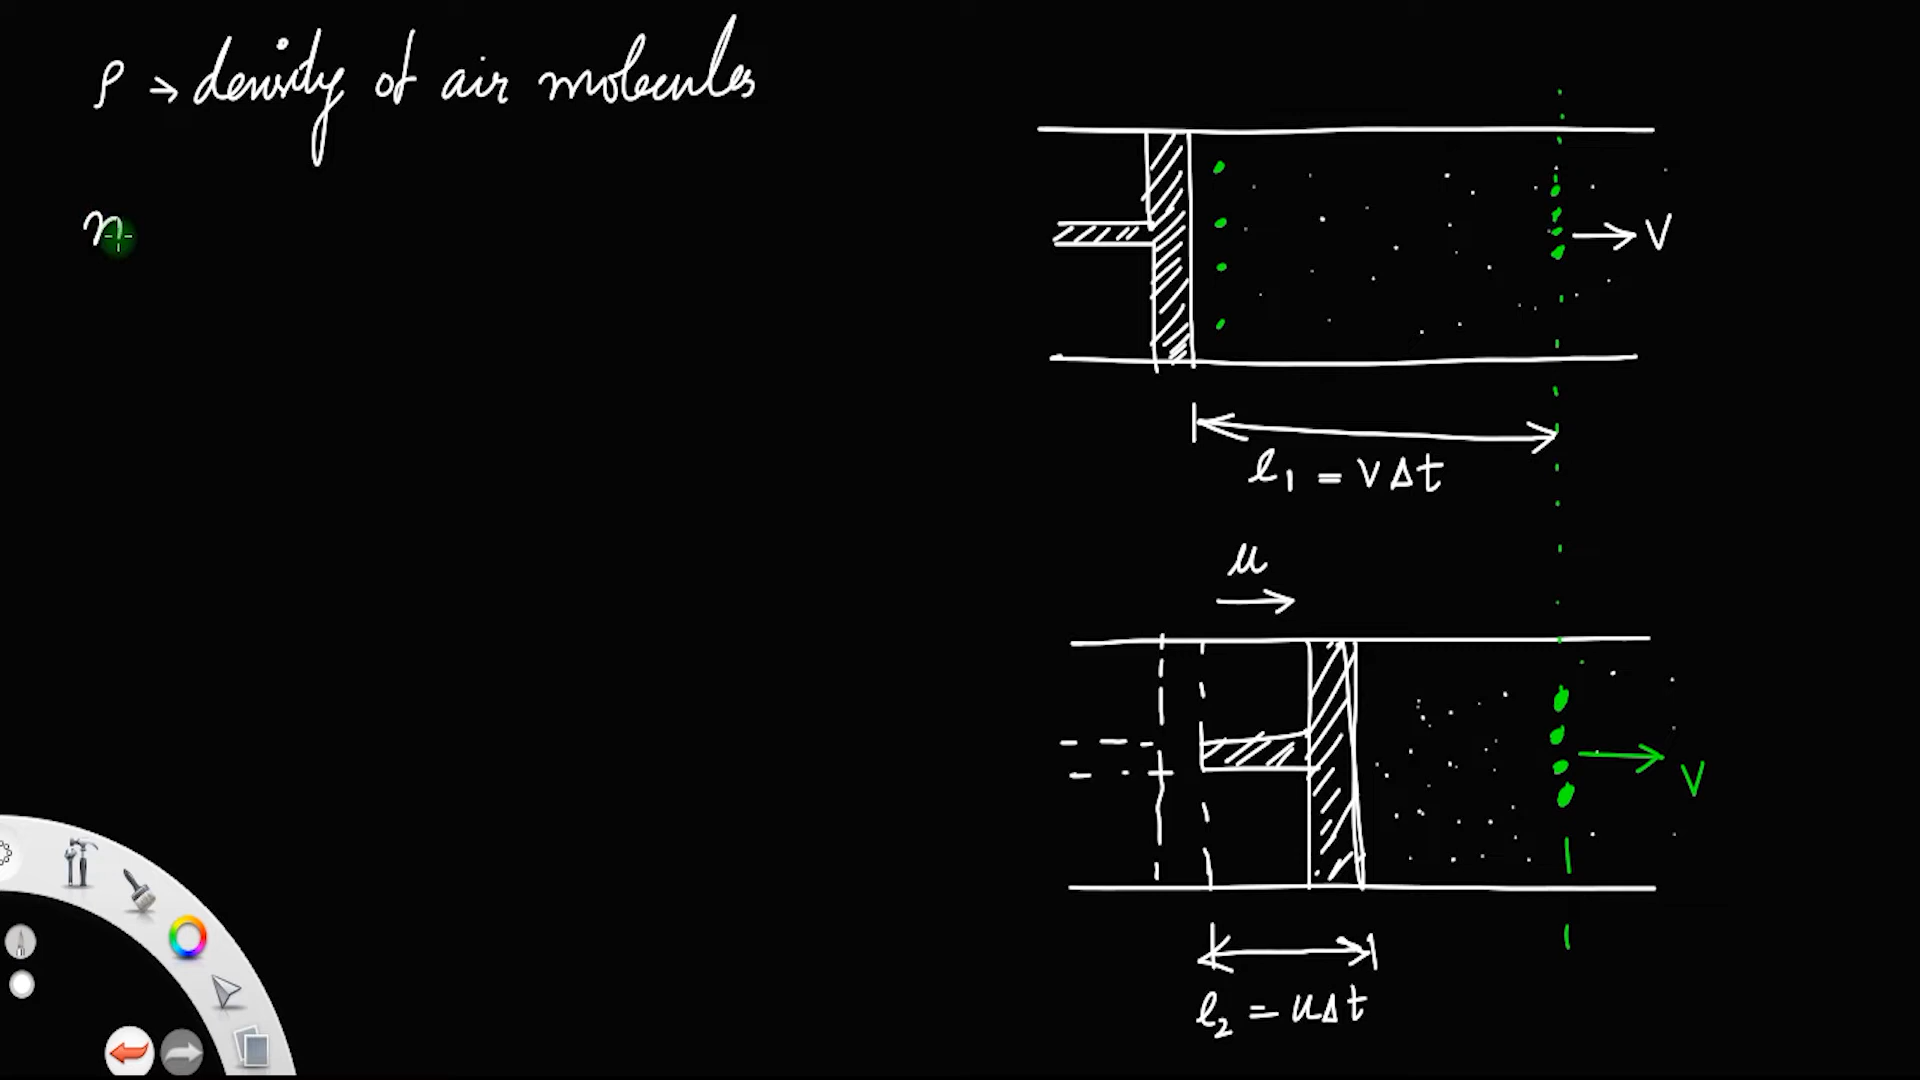 ρ → density of air molecules
m
V
l₁ = VΔt
u
V
l₂ = uΔt